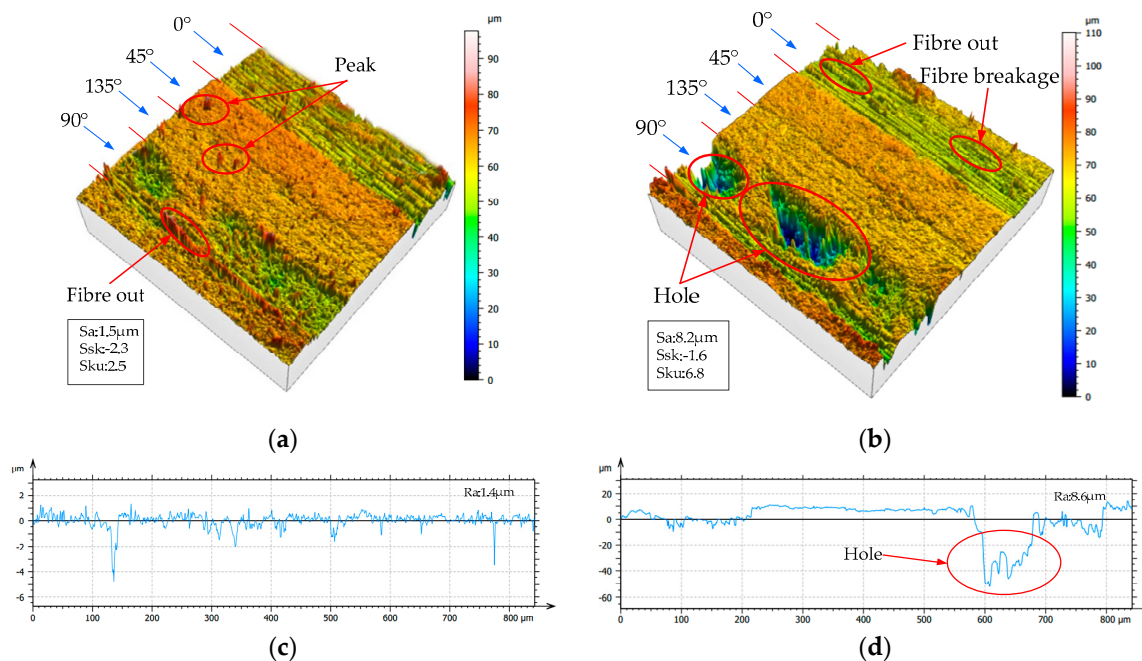 0°
45°
135°
90°
Peak
Fibre out
Sa:1.5µm
Ssk:-2.3
Sku:2.5
µm
90
80
70
60
50
40
30
20
10
0
(a)
0°
45°
135°
90°
Fibre out
Fibre breakage
Hole
Sa:8.2µm
Ssk:-1.6
Sku:6.8
µm
110
100
90
80
70
60
50
40
30
20
10
0
(b)
µm
2
0
-2
-4
-6
Ra:1.4µm
0 100 200 300 400 500 600 700 800 µm
(c)
µm
20
0
-20
-40
-60
Ra:8.6µm
Hole
0 100 200 300 400 500 600 700 800 µm
(d)